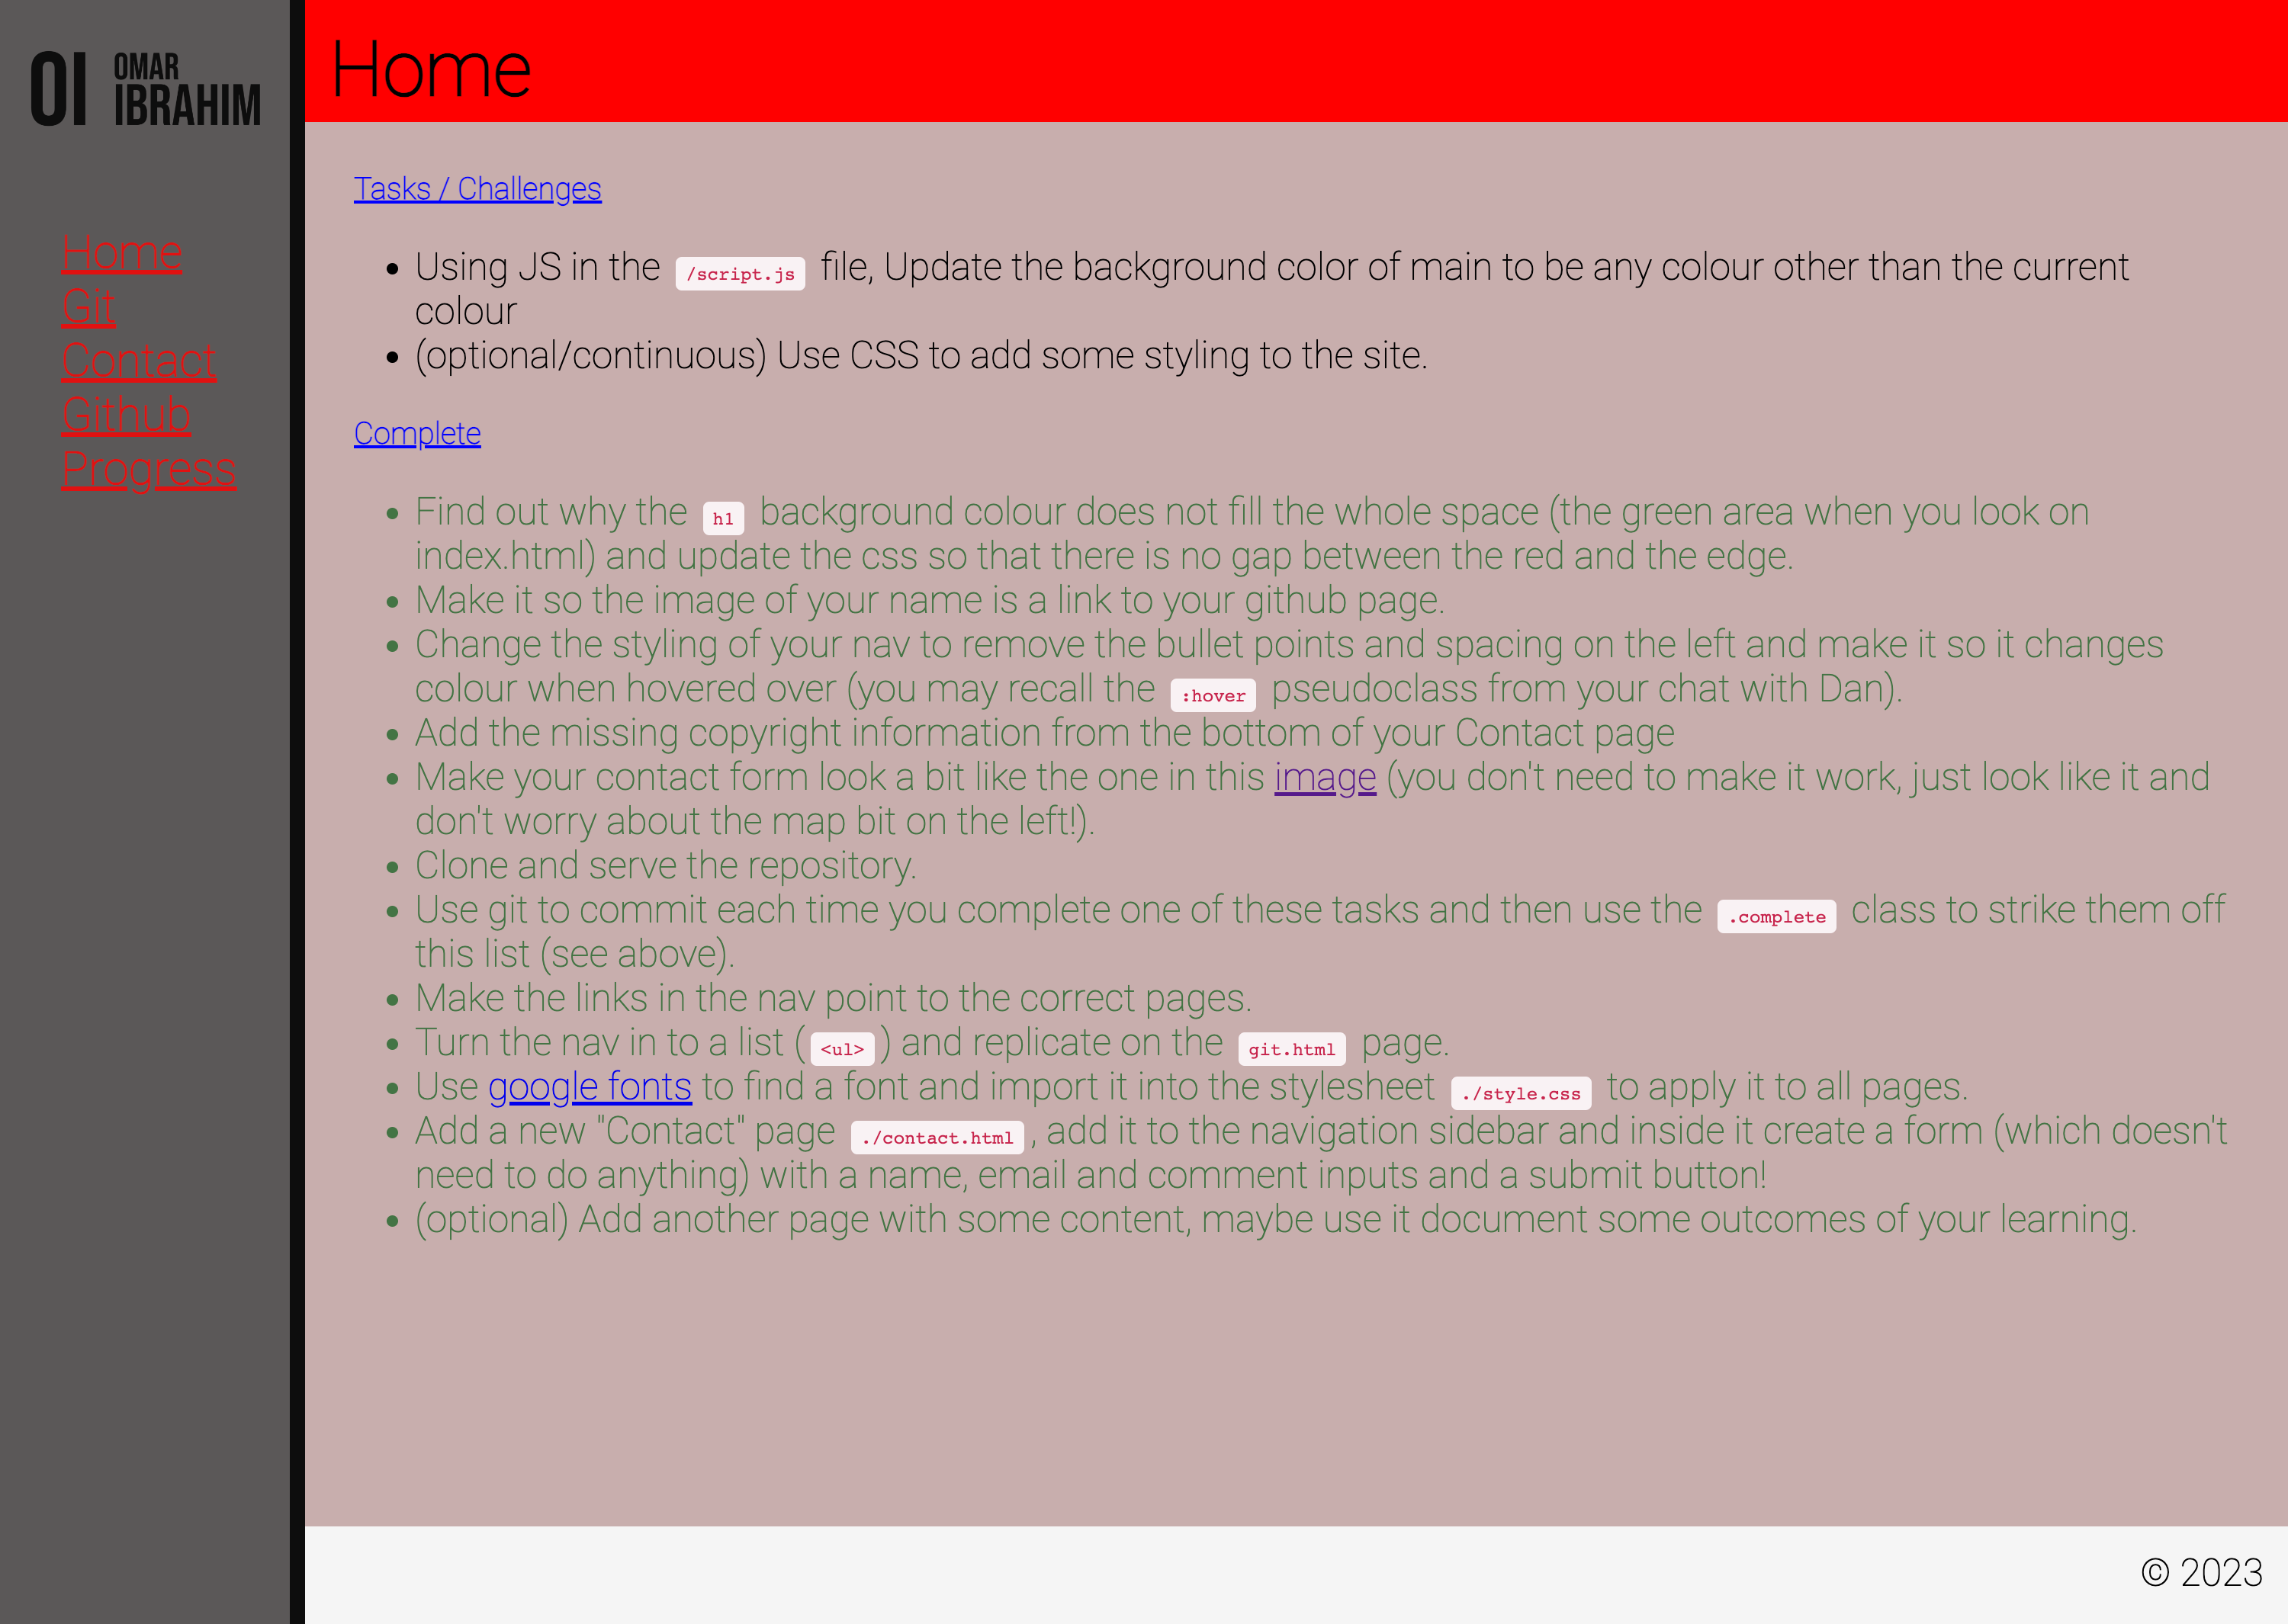 OI OMAR
IBRAHIM
Home
Git
Contact
Github
Progress
Home
Tasks / Challenges
Using JS in the /script.js file, Update the background color of main to be any colour other than the current
colour
(optional/continuous) Use CSS to add some styling to the site.
Complete
Find out why the h1 background colour does not fill the whole space (the green area when you look on
index.html) and update the css so that there is no gap between the red and the edge.
Make it so the image of your name is a link to your github page.
Change the styling of your nav to remove the bullet points and spacing on the left and make it so it changes
colour when hovered over (you may recall the :hover pseudoclass from your chat with Dan).
Add the missing copyright information from the bottom of your Contact page
Make your contact form look a bit like the one in this image (you don't need to make it work, just look like it and
don't worry about the map bit on the left!).
Clone and serve the repository.
Use git to commit each time you complete one of these tasks and then use the .complete class to strike them off
this list (see above).
Make the links in the nav point to the correct pages.
Turn the nav in to a list (<ul>) and replicate on the git.html page.
Use google fonts to find a font and import it into the stylesheet ./style.css to apply it to all pages.
Add a new "Contact" page ./contact.html, add it to the navigation sidebar and inside it create a form (which doesn't
need to do anything) with a name, email and comment inputs and a submit button!
(optional) Add another page with some content, maybe use it document some outcomes of your learning.
© 2023